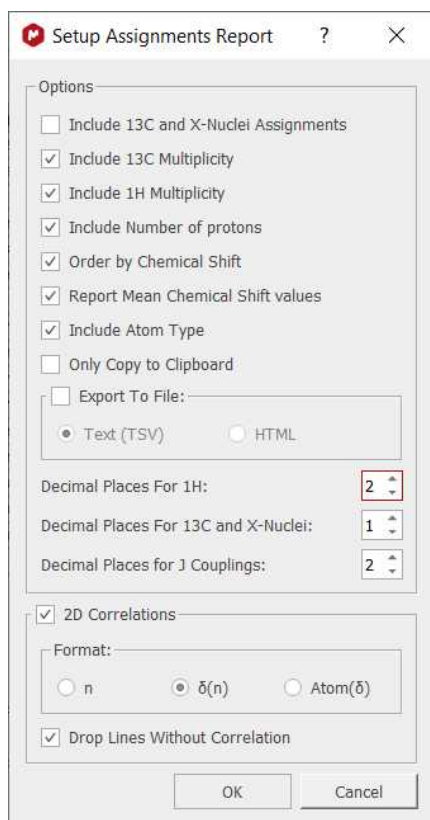 Setup Assignments Report ?
Options
Include 13C and X-Nuclei Assignments
Include 13C Multiplicity
Include 1H Multiplicity
Include Number of protons
Order by Chemical Shift
Report Mean Chemical Shift values
Include Atom Type
Only Copy to Clipboard
Export To File:
Text (TSV) HTML
Decimal Places For 1H: 2
Decimal Places For 13C and X-Nuclei: 1
Decimal Places for J Couplings: 2
2D Correlations
Format:
n δ(n) Atom(δ)
Drop Lines Without Correlation
OK Cancel